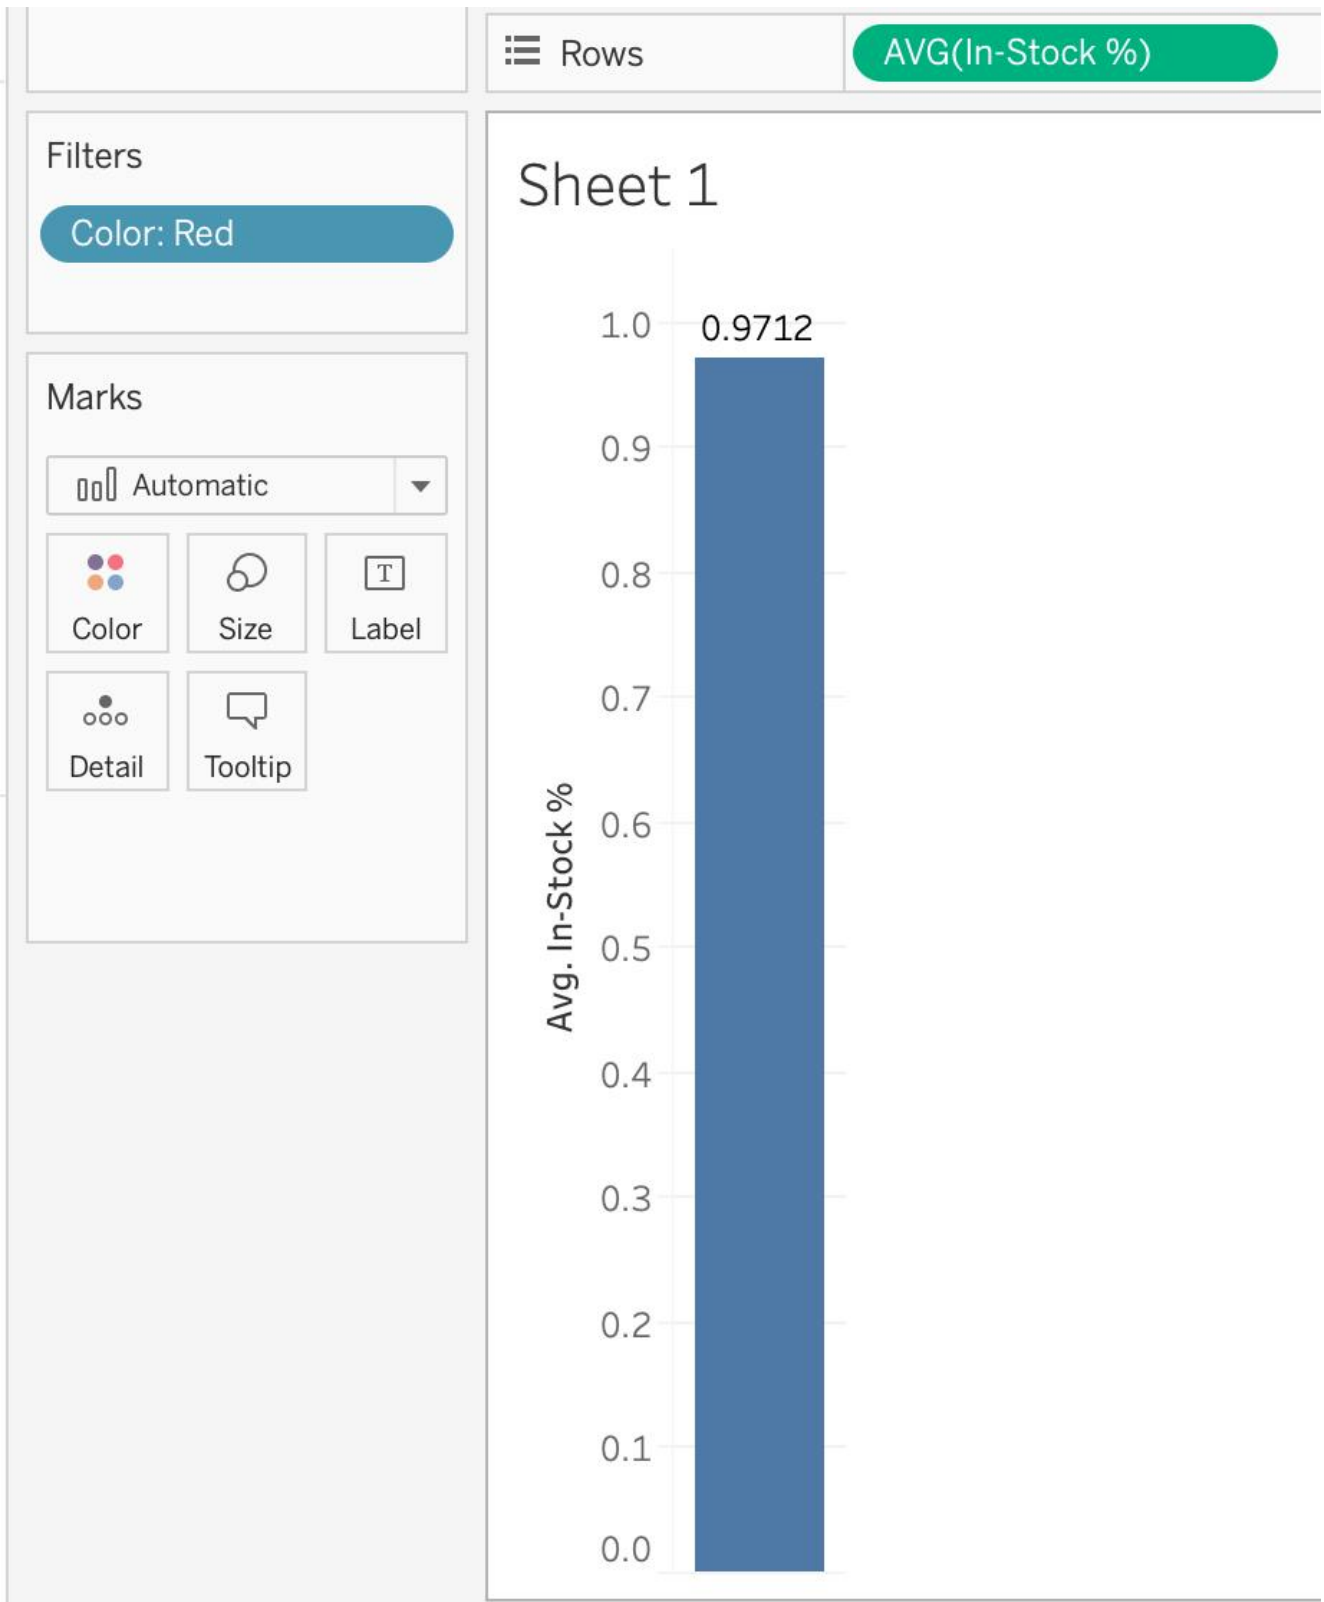 Rows
AVG(In-Stock %)
Filters
Color: Red
Marks
Automatic
Color
Size
T
Label
Detail
Tooltip
Sheet 1
1.0
0.9712
0.9
0.8
0.7
0.6
0.5
0.4
0.3
0.2
0.1
0.0
Avg. In-Stock %